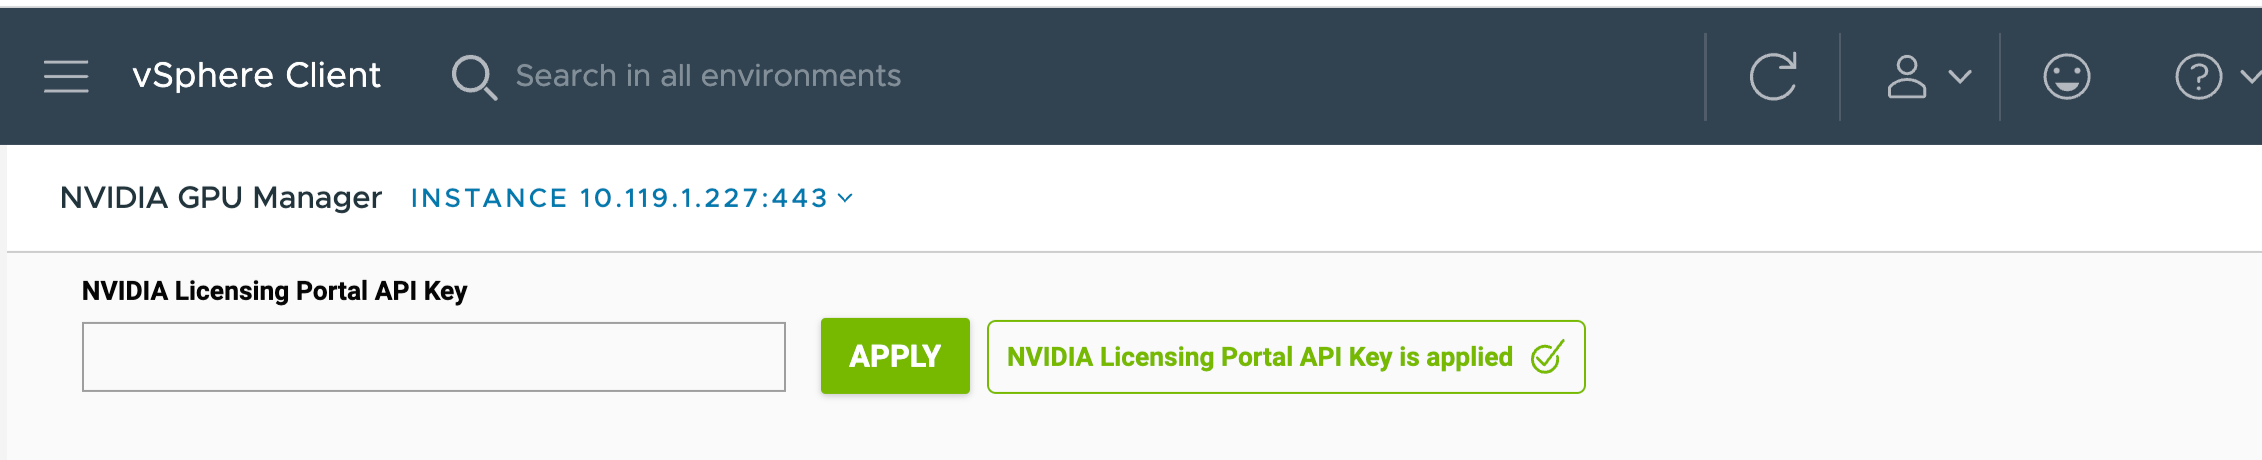 vSphere Client
Search in all environments
NVIDIA GPU Manager INSTANCE 10.119.1.227:443
NVIDIA Licensing Portal API Key
APPLY NVIDIA Licensing Portal API Key is applied